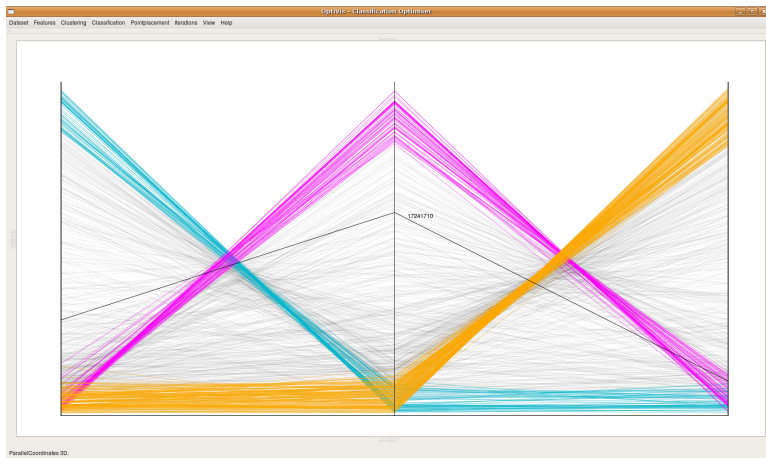 OptiVis - Classification Optimiser
Dataset Features Clustering Classification Pointplacement Iterations View Help
17241710
ParallelCoordinates 3D.